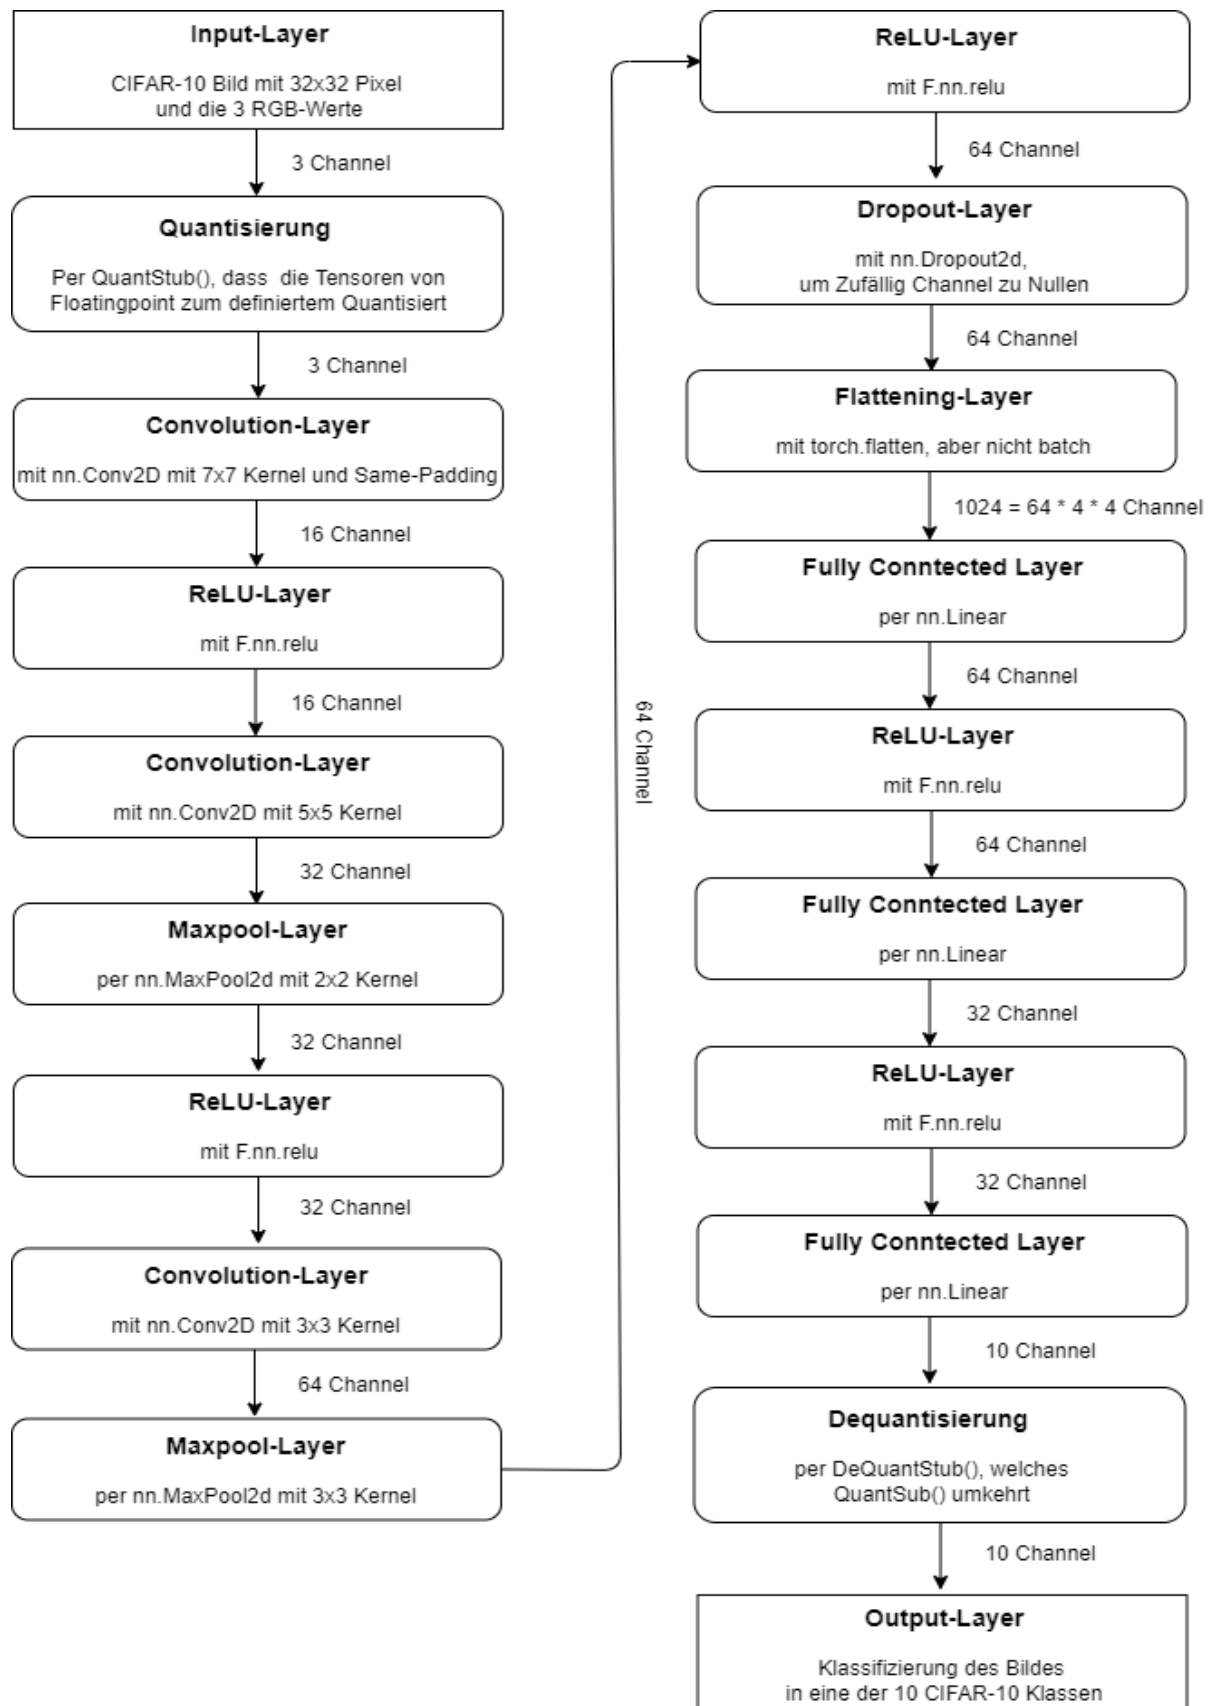 Input-Layer
CIFAR-10 Bild mit 32x32 Pixel
und die 3 RGB-Werte
3 Channel
Quantisierung
Per QuantStub(), dass die Tensoren von
Floatingpoint zum definiertem Quantisiert
3 Channel
Convolution-Layer
mit nn.Conv2D mit 7x7 Kernel und Same-Padding
16 Channel
ReLU-Layer
mit F.nn.relu
16 Channel
Convolution-Layer
mit nn.Conv2D mit 5x5 Kernel
32 Channel
Maxpool-Layer
per nn.MaxPool2d mit 2x2 Kernel
32 Channel
ReLU-Layer
mit F.nn.relu
32 Channel
Convolution-Layer
mit nn.Conv2D mit 3x3 Kernel
64 Channel
Maxpool-Layer
per nn.MaxPool2d mit 3x3 Kernel
64 Channel
ReLU-Layer
mit F.nn.relu
64 Channel
Dropout-Layer
mit nn.Dropout2d,
um Zufällig Channel zu Nullen
64 Channel
Flattening-Layer
mit torch.flatten, aber nicht batch
1024 = 64 * 4 * 4 Channel
Fully Conntected Layer
per nn.Linear
64 Channel
ReLU-Layer
mit F.nn.relu
64 Channel
Fully Conntected Layer
per nn.Linear
32 Channel
ReLU-Layer
mit F.nn.relu
32 Channel
Fully Conntected Layer
per nn.Linear
10 Channel
Dequantisierung
per DeQuantStub(), welches
QuantSub() umkehrt
10 Channel
Output-Layer
Klassifizierung des Bildes
in eine der 10 CIFAR-10 Klassen